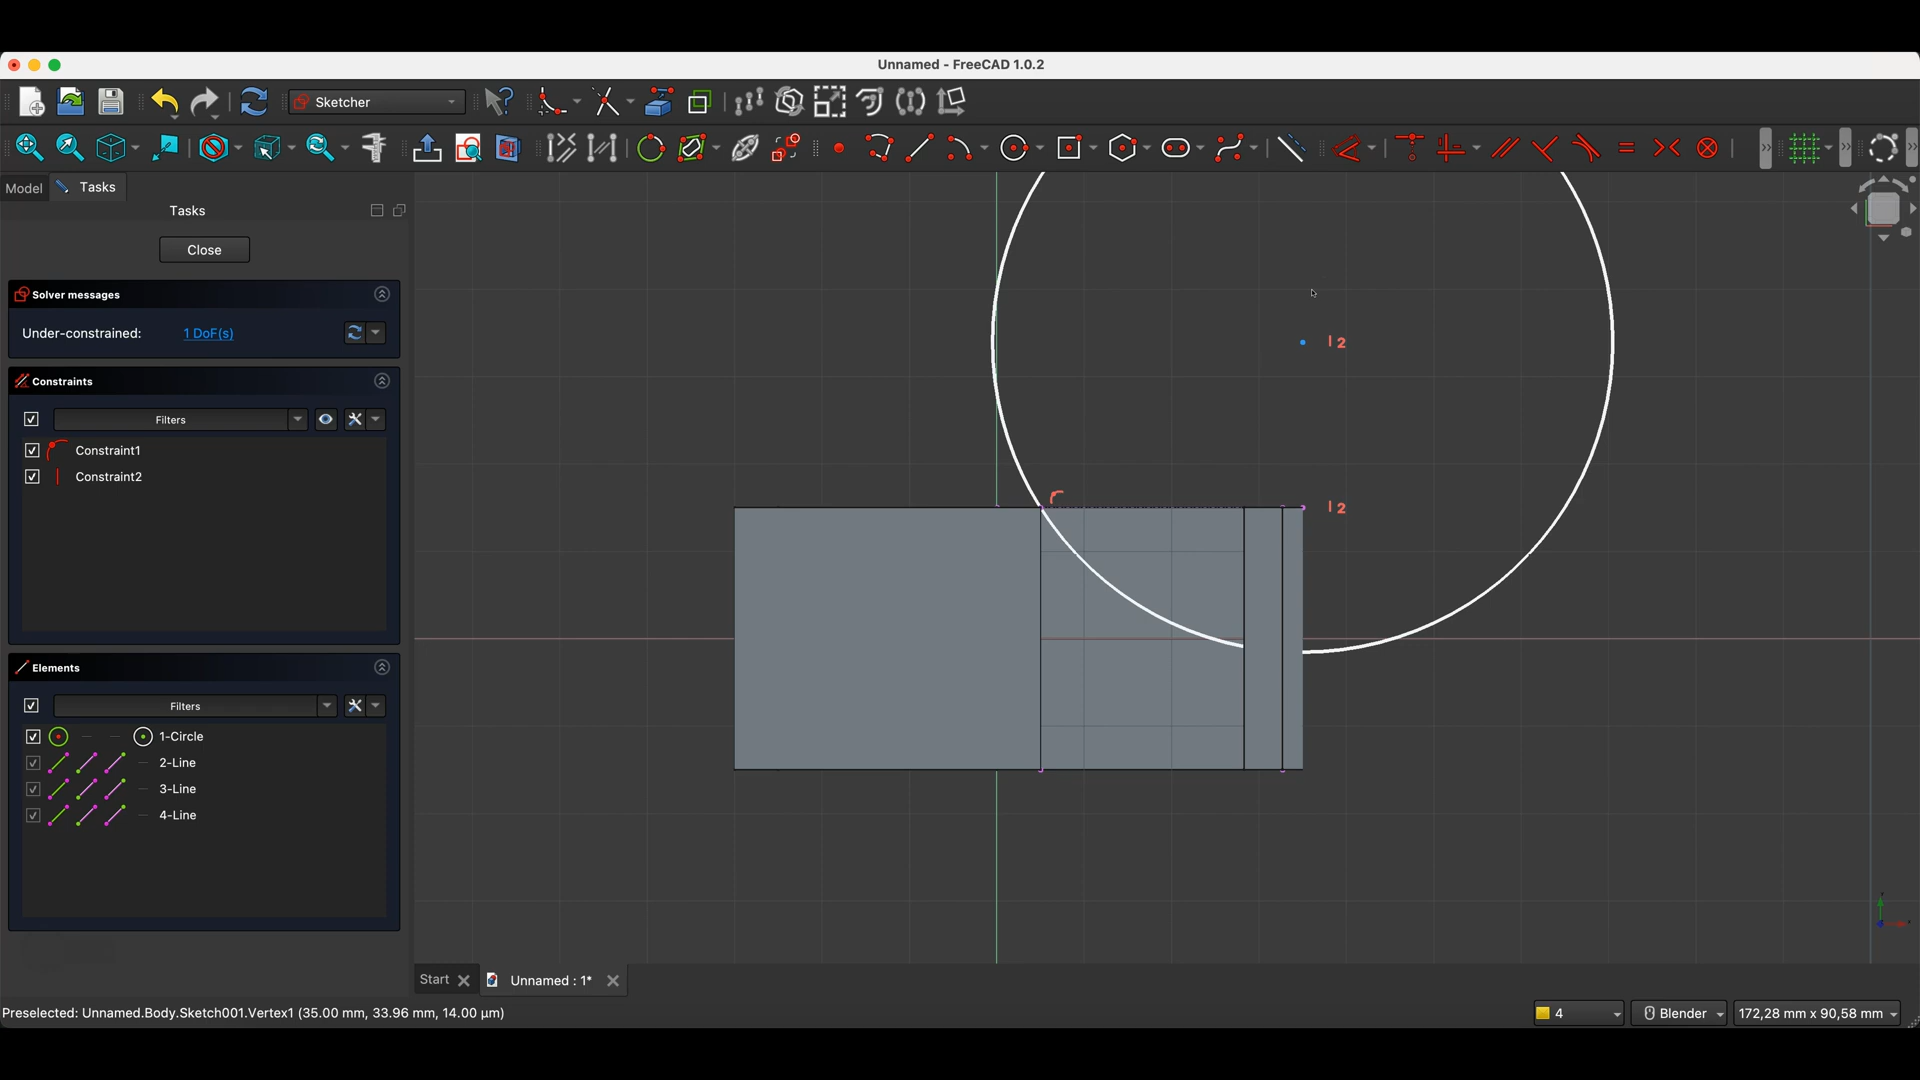 Unnamed - FreeCAD 1.0.2
Sketcher
Model
Tasks
Tasks
Close
Solver messages
Under-constrained:
1 DoF(s)
Constraints
Filters
Constraint1
Constraint2
Elements
Filters
1-Circle
2-Line
3-Line
4-Line
2
2
Start
Unnamed : 1*
Preselected: Unnamed.Body.Sketch001.Vertex1 (35.00 mm, 33.96 mm, 14.00 μm)
4
Blender
172,28 mm x 90,58 mm